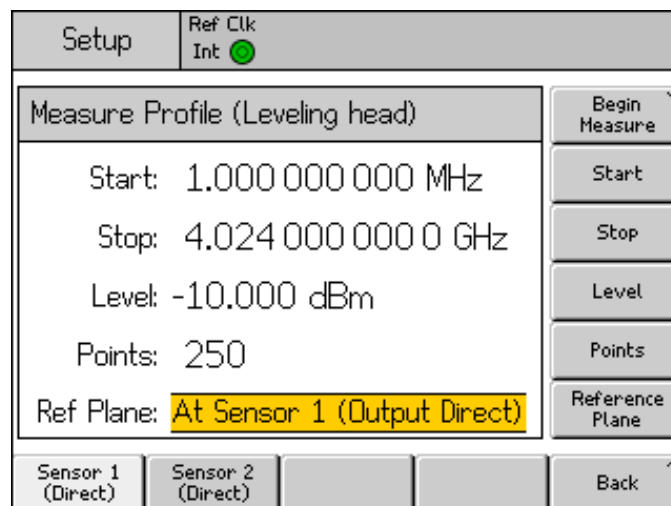 Setup
Ref Clk
Int
Measure Profile (Leveling head)
Start: 1.000 000 000 MHz
Stop: 4.024 000 000 0 GHz
Level: -10.000 dBm
Points: 250
Ref Plane: At Sensor 1 (Output Direct)
Begin
Measure
Start
Stop
Level
Points
Reference
Plane
Sensor 1
(Direct)
Sensor 2
(Direct)
Back